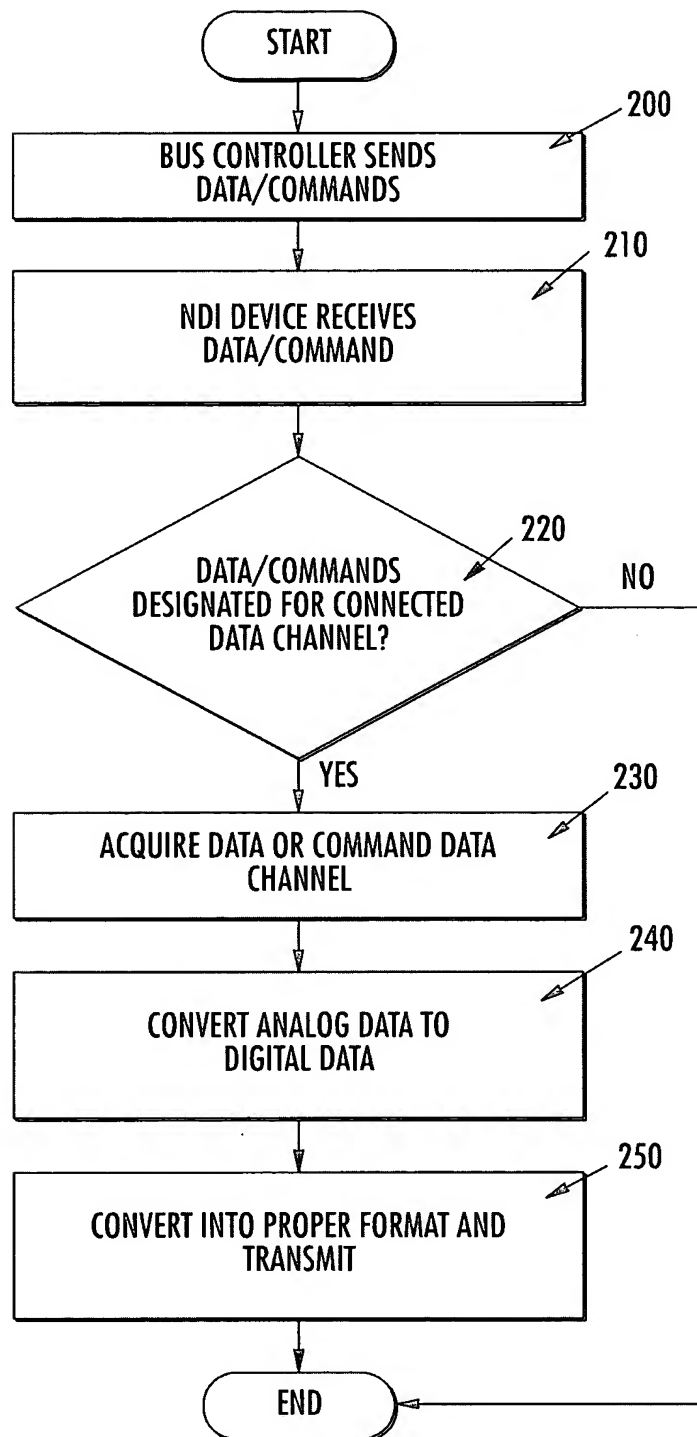 START
200
BUS CONTROLLER SENDS
DATA/COMMANDS
210
NDI DEVICE RECEIVES
DATA/COMMAND
220
DATA/COMMANDS
DESIGNATED FOR CONNECTED
DATA CHANNEL?
NO
YES
230
ACQUIRE DATA OR COMMAND DATA
CHANNEL
240
CONVERT ANALOG DATA TO
DIGITAL DATA
250
CONVERT INTO PROPER FORMAT AND
TRANSMIT
END